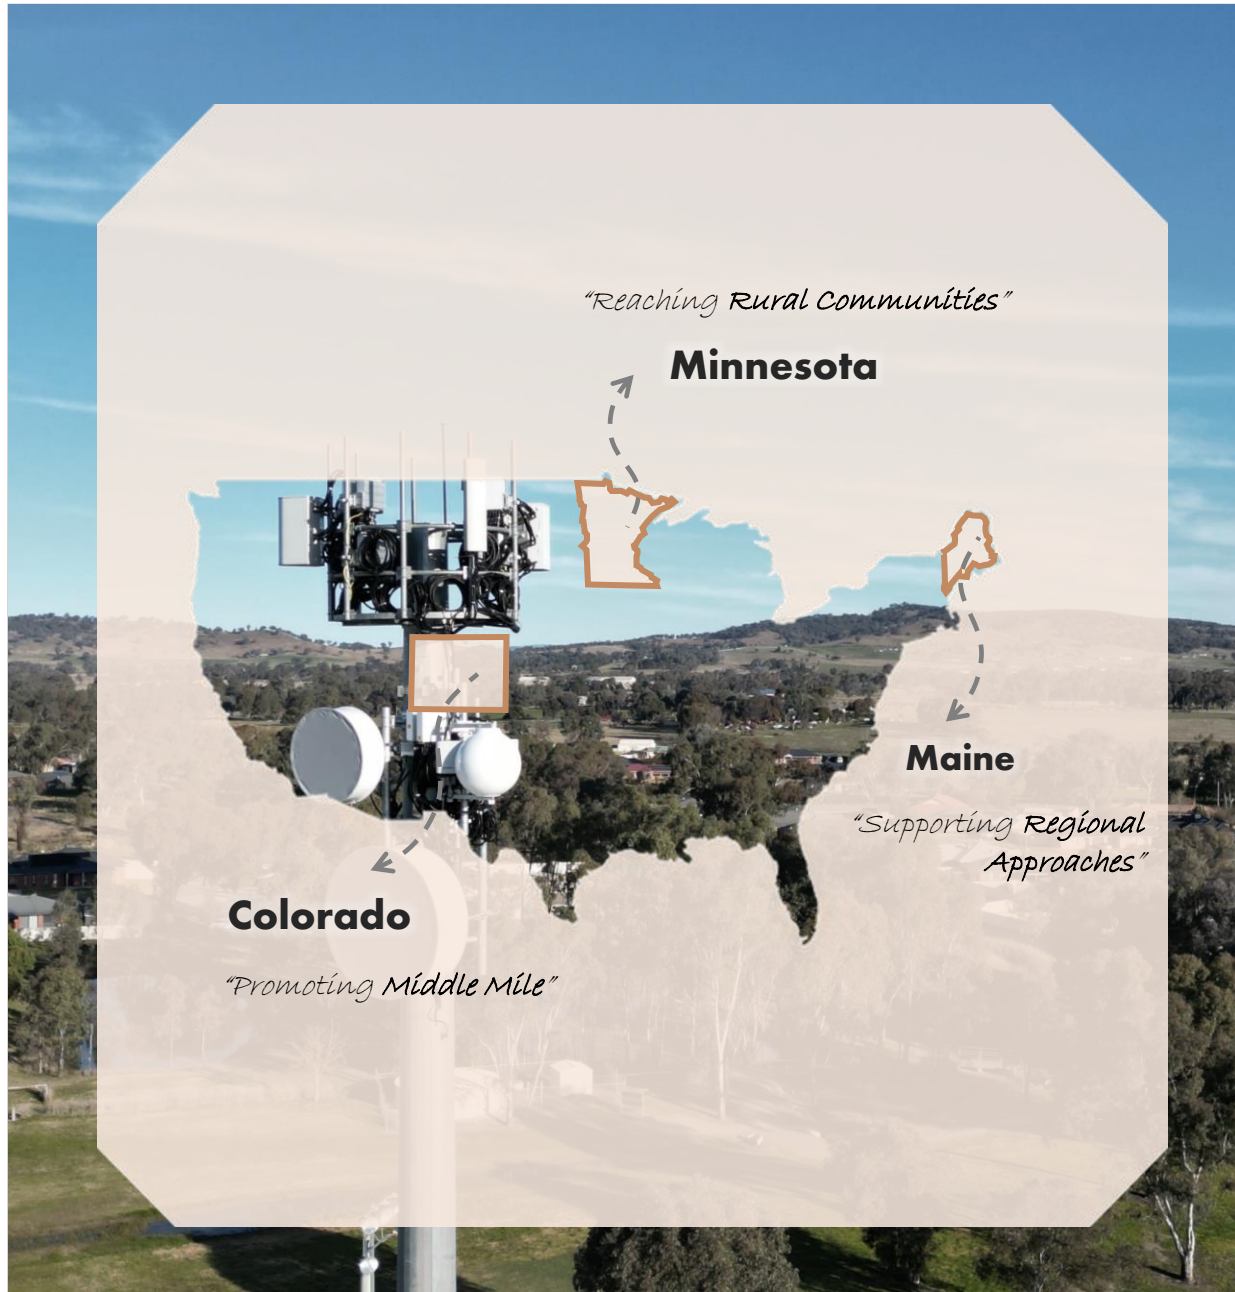 “Reaching Rural Communities”
Minnesota
Maine
“Supporting Regional
Approaches”
Colorado
“Promoting Middle Mile”